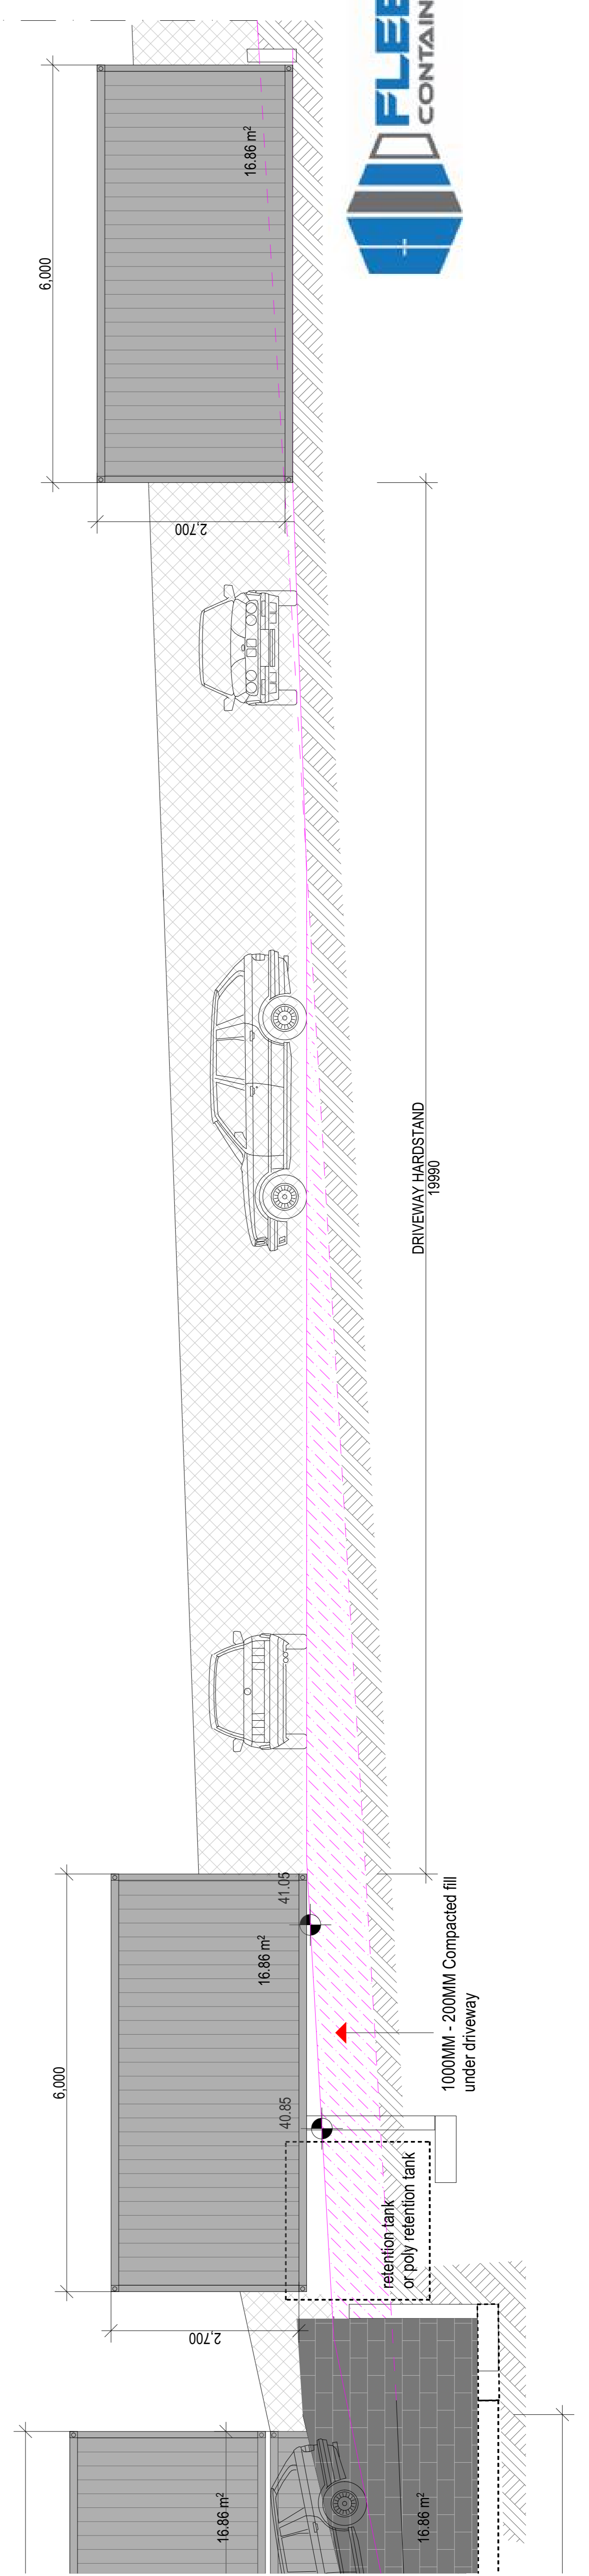 6,000
16.86 m²
2,700
DRIVEWAY HARDSTAND
19990
6,000
16.86 m²
41.05
40.85
1000MM - 200MM Compacted fill
under driveway
retention tank
or poly retention tank
2,700
16.86 m²
16.86 m²
CONTAIN